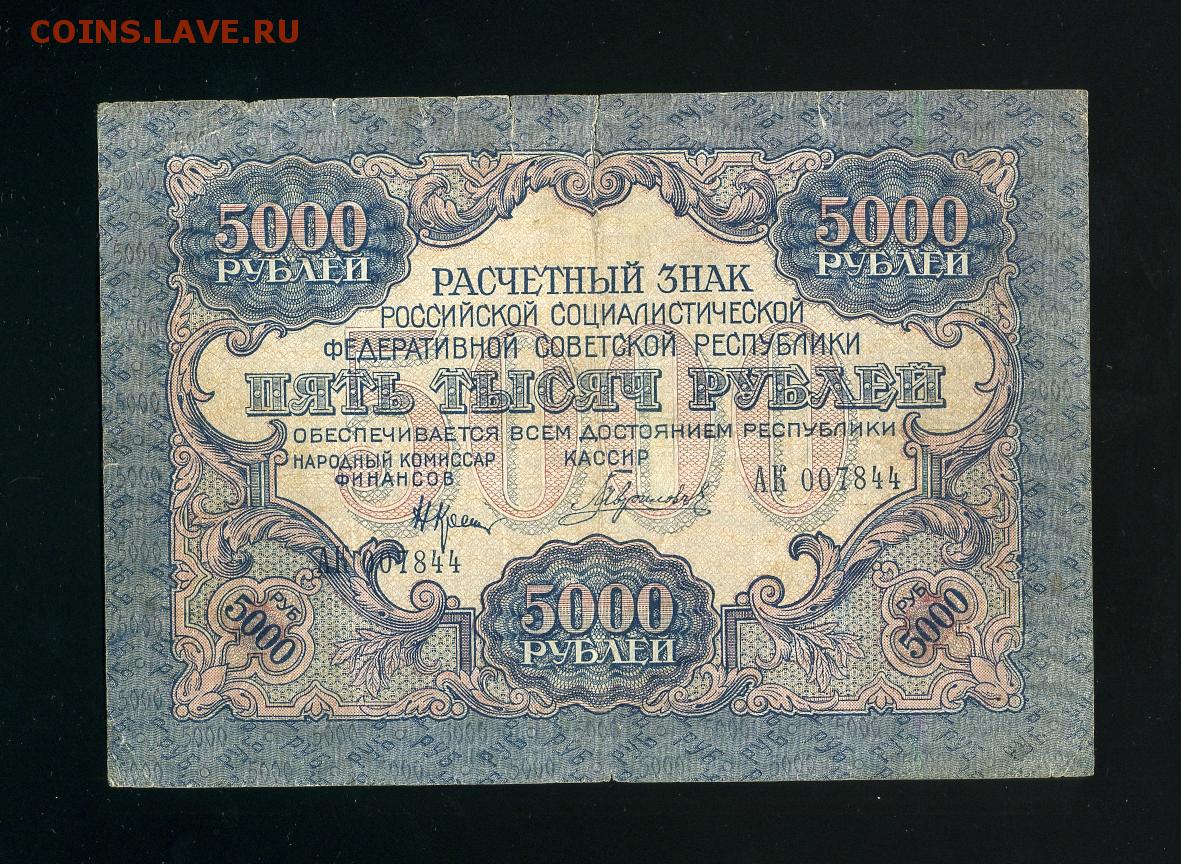 COINS.LAVE.RU
5000 РУБЛЕЙ
5000 РУБЛЕЙ
РАСЧЕТНЫЙ ЗНАК
РОССИЙСКОЙ СОЦИАЛИСТИЧЕСКОЙ
ФЕДЕРАТИВНОЙ СОВЕТСКОЙ РЕСПУБЛИКИ
5000
ПЯТЬ ТЫСЯЧ РУБЛЕЙ
ОБЕСПЕЧИВАЕТСЯ ВСЕМ ДОСТОЯНИЕМ РЕСПУБЛИКИ
НАРОДНЫЙ КОМИССАР
ФИНАНСОВ
КАССИР
АК 007844
АК 007844
РУБ
5000
5000
РУБЛЕЙ
РУБ
5000